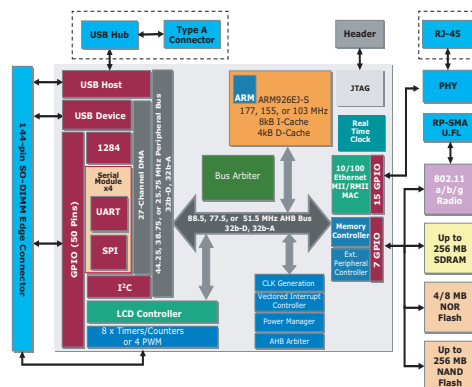 USB Hub
Type A
Connector
Header
RJ-45
144-pin SO-DIMM Edge Connector
USB Host
USB Device
GPIO (50 Pins)
1284
Serial
Module
x4
UART
SPI
I²C
27-Channel DMA
44.25, 38.75, or 25.75 MHz Peripheral Bus
32b-D, 32b-A
LCD Controller
8 x Timers/Counters
or 4 PWM
ARM
ARM926EJ-S
177, 155, or 103 MHz
8kB I-Cache
4kB D-Cache
JTAG
Real
Time
Clock
Bus Arbiter
10/100
Ethernet
MII/RMII
MAC
15 GPIO
88.5, 77.5, or 51.5 MHz AHB Bus
32b-D, 32b-A
Memory
Controller
Ext.
Peripheral
Controller
7 GPIO
CLK Generation
Vectored Interrupt
Controller
Power Manager
AHB Arbiter
PHY
RP-SMA
U.FL
802.11
a/b/g
Radio
Up to
256 MB
SDRAM
4/8 MB
NOR
Flash
Up to
256 MB
NAND
Flash